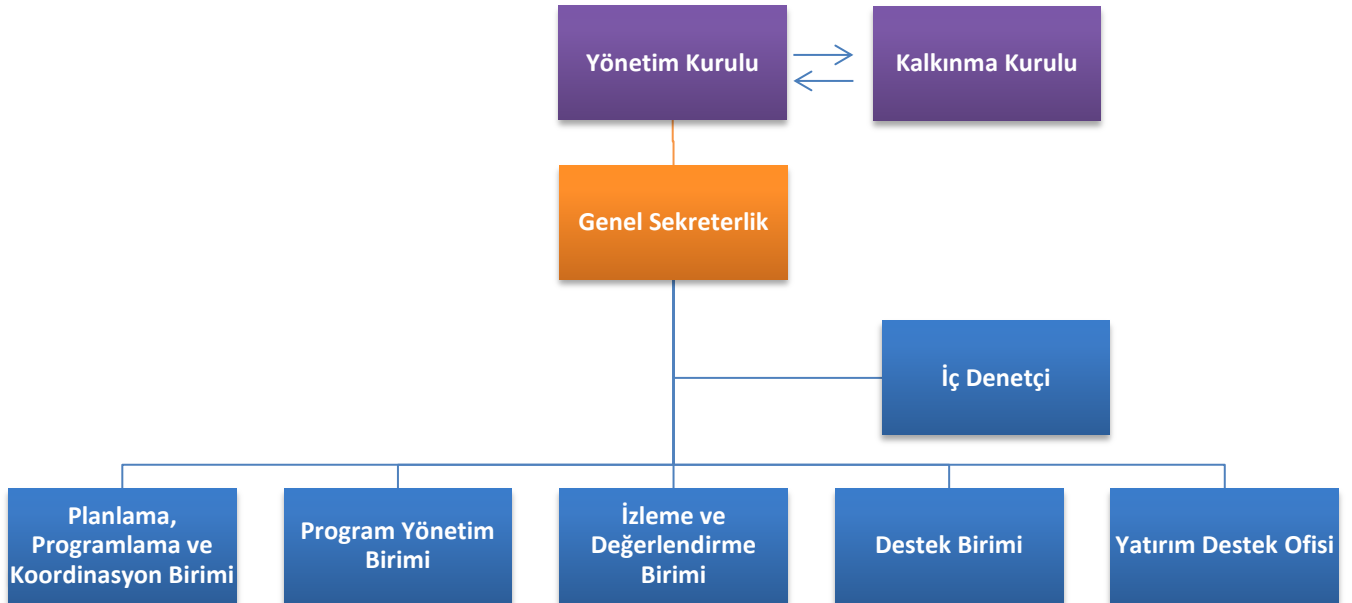 Yönetim Kurulu
Kalkınma Kurulu
Genel Sekreterlik
İç Denetçi
Planlama,
Programlama ve
Koordinasyon Birimi
Program Yönetim
Birimi
İzleme ve
Değerlendirme
Birimi
Destek Birimi
Yatırım Destek Ofisi